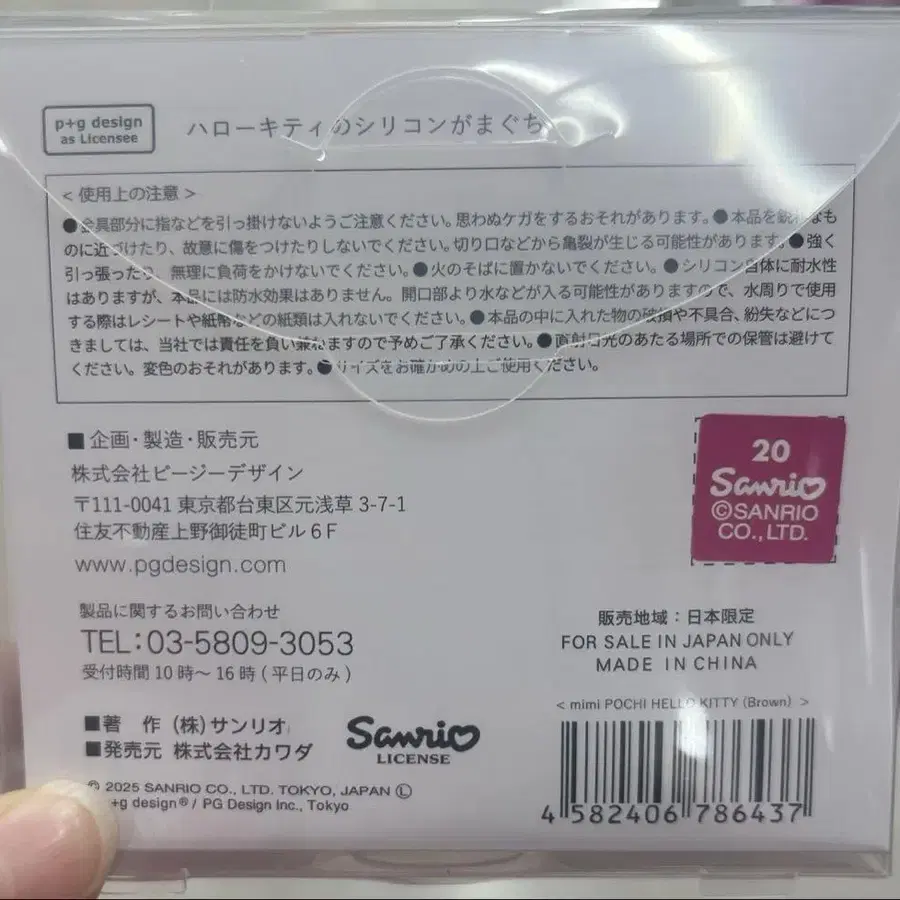 p+g design
as Licensee
ハローキティのシリコンがまぐち
< 使用上の注意 >
●金具部分に指などを引っ掛けないようご注意ください。思わぬケガをするおそれがあります。●本品を鋭利なも
のに近づけたり、故意に傷をつけたりしないでください。切り口などから亀裂が生じる可能性があります。●強く
引っ張ったり、無理に負荷をかけないでください。●火のそばに置かないでください。●シリコン自体に耐水性
はありますが、本品には防水効果はありません。開口部より水などが入る可能性がありますので、水周りで使用
する際はレシートや紙幣などの紙類は入れないでください。●本品の中に入れた物の破損や不具合、紛失などにつ
きましては、当社では責任を負い兼ねますので予めご了承ください。●直射日光のあたる場所での保管は避けて
ください。変色のおそれがあります。●サイズをお確かめの上ご使用ください。
■企画・製造・販売元
株式会社ピージーデザイン
〒111-0041 東京都台東区元浅草 3-7-1
住友不動産上野御徒町ビル 6F
www.pgdesign.com
製品に関するお問い合わせ
TEL:03-5809-3053
受付時間 10 時〜 16 時 ( 平日のみ )
■著 作 (株) サンリオ
■発売元 株式会社カワダ
Sanrio
LICENSE
© 2025 SANRIO CO., LTD. TOKYO, JAPAN Ⓛ
p+g design® / PG Design Inc., Tokyo
20
Sanrio
©SANRIO
CO., LTD.
販売地域：日本限定
FOR SALE IN JAPAN ONLY
MADE IN CHINA
< mimi POCHI HELLO KITTY (Brown) >
4 582406 786437